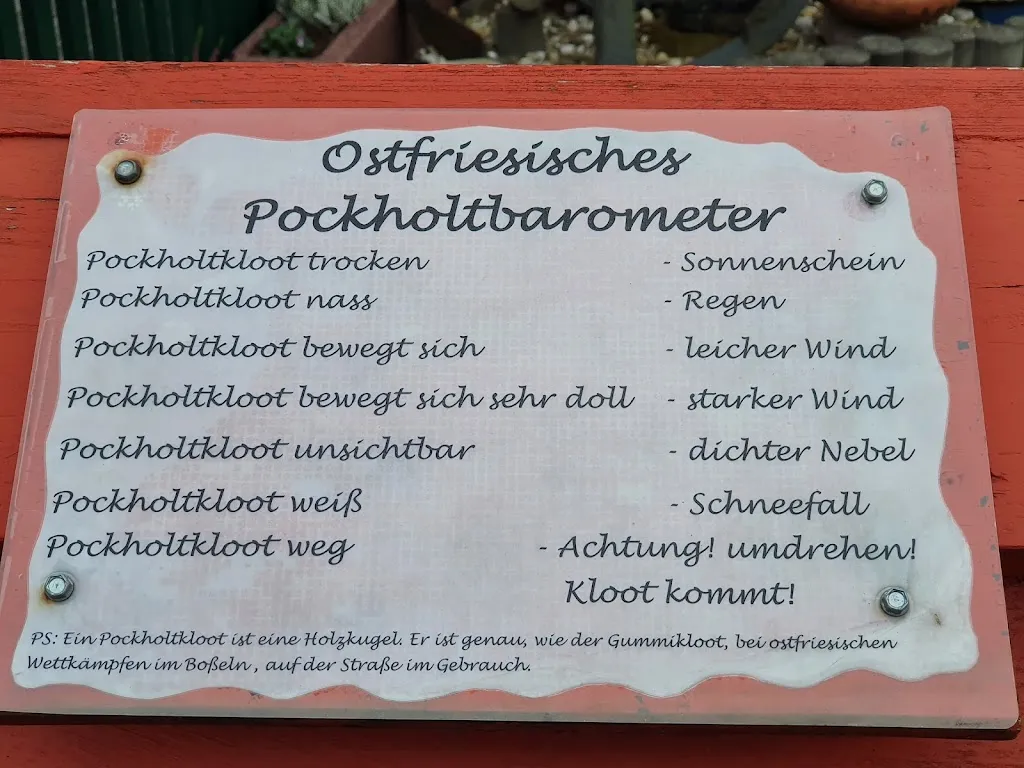 Ostfriesisches
Pockholtbarometer
Pockholtkloot trocken - Sonnenschein
Pockholtkloot nass - Regen
Pockholtkloot bewegt sich - leicher Wind
Pockholtkloot bewegt sich sehr doll - starker Wind
Pockholtkloot unsichtbar - dichter Nebel
Pockholtkloot weiß - Schneefall
Pockholtkloot weg - Achtung! umdrehen!
Kloot kommt!
PS: Ein Pockholtkloot ist eine Holzkugel. Er ist genau, wie der Gummikloot, bei ostfriesischen
Wettkämpfen im Boßeln , auf der Straße im Gebrauch.